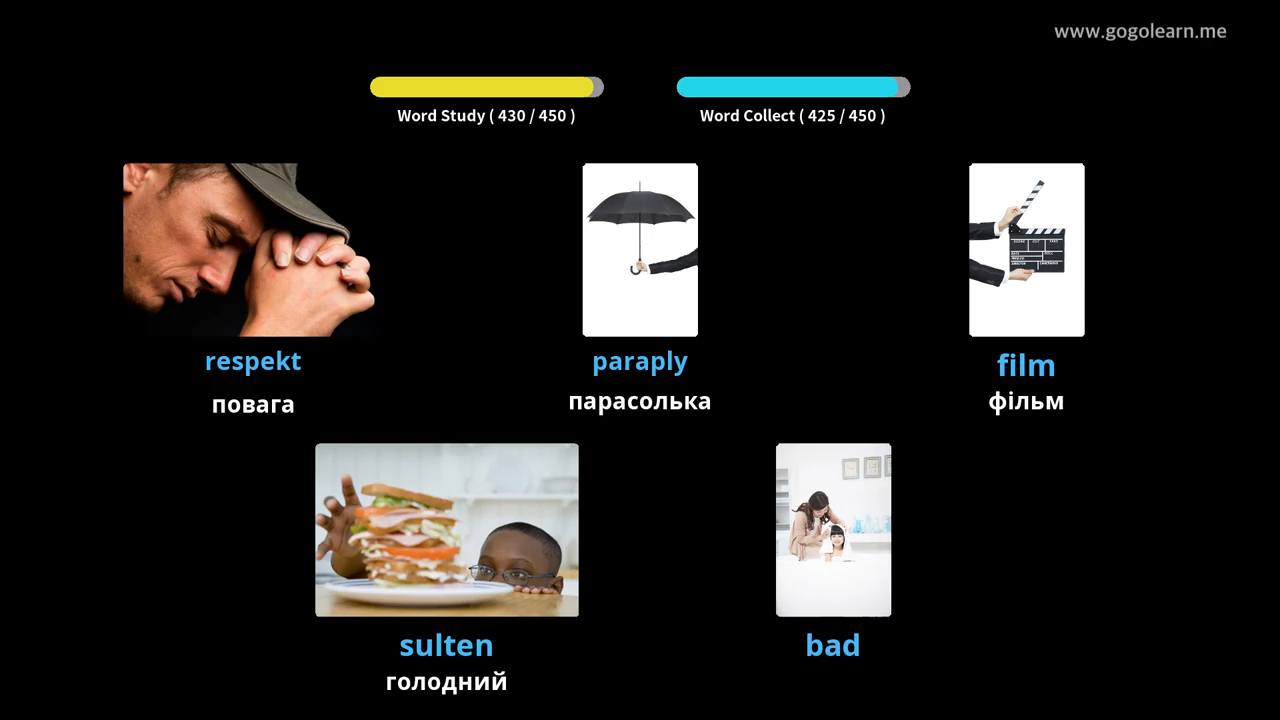 www.gogolearn.me
Word Study ( 430 / 450 )
Word Collect ( 425 / 450 )
respekt
повага
paraply
парасолька
film
фільм
sulten
голодний
bad